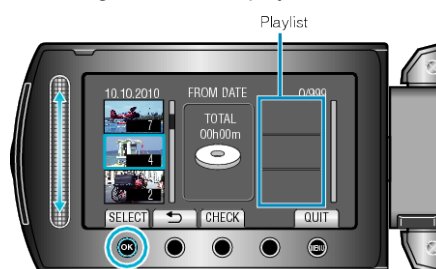 Playlist
10.10.2010 FROM DATE 0/999
TOTAL
00h00m
7
4
2
SELECT CHECK QUIT
OK MENU